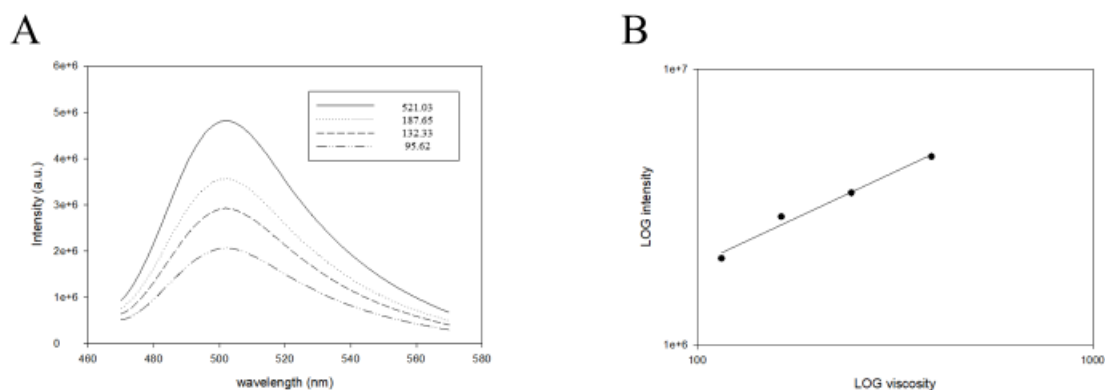 A
6e+6
5e+6
4e+6
3e+6
2e+6
1e+6
0
Intensity (a.u.)
521.03
187.65
132.33
95.62
460 480 500 520 540 560 580
wavelength (nm)
B
1e+7
1e+6
LOG intensity
100 1000
LOG viscosity